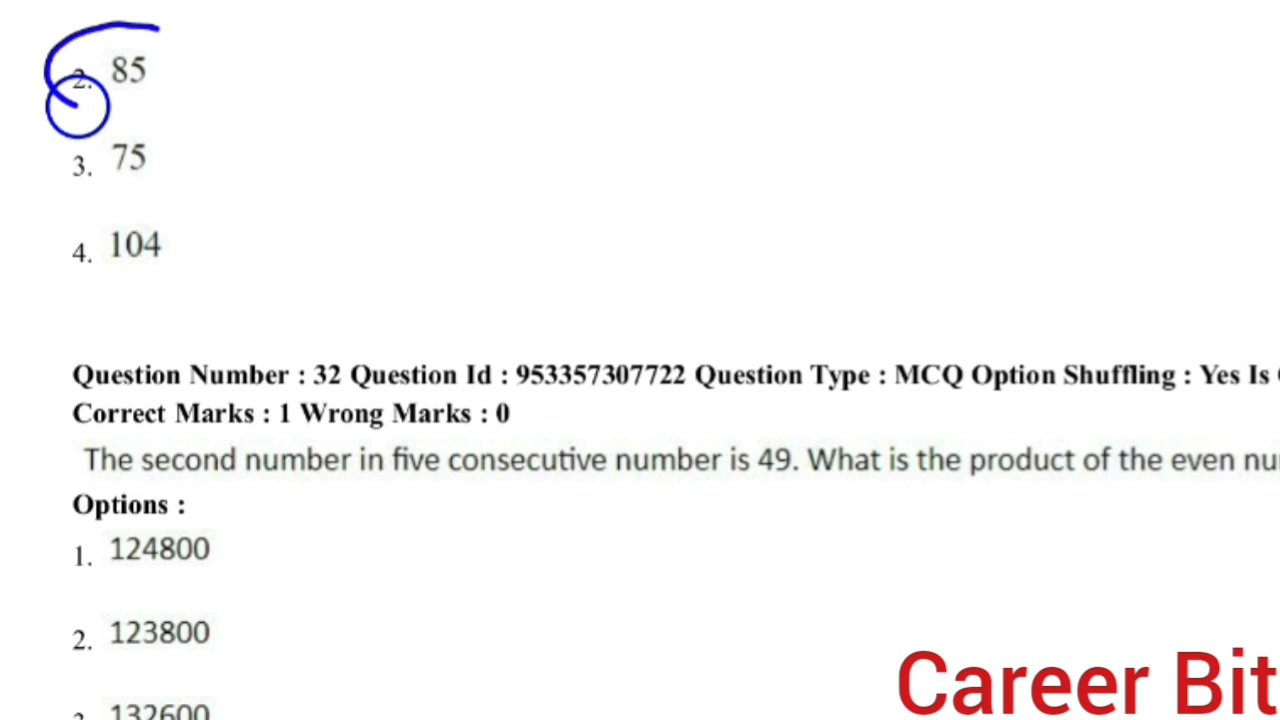 2. 85
3. 75
4. 104
Question Number : 32 Question Id : 953357307722 Question Type : MCQ Option Shuffling : Yes Is
Correct Marks : 1 Wrong Marks : 0
The second number in five consecutive number is 49. What is the product of the even nu
Options :
1. 124800
2. 123800
3. 132600
Career Bit